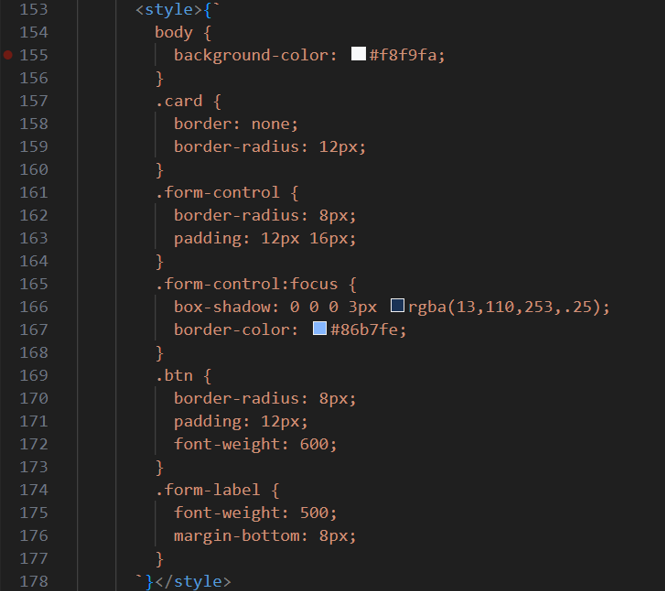 153 <style>{`
154 body {
155 background-color: #f8f9fa;
156 }
157 .card {
158 border: none;
159 border-radius: 12px;
160 }
161 .form-control {
162 border-radius: 8px;
163 padding: 12px 16px;
164 }
165 .form-control:focus {
166 box-shadow: 0 0 0 3px rgba(13,110,253,.25);
167 border-color: #86b7fe;
168 }
169 .btn {
170 border-radius: 8px;
171 padding: 12px;
172 font-weight: 600;
173 }
174 .form-label {
175 font-weight: 500;
176 margin-bottom: 8px;
177 }
178 `}</style>